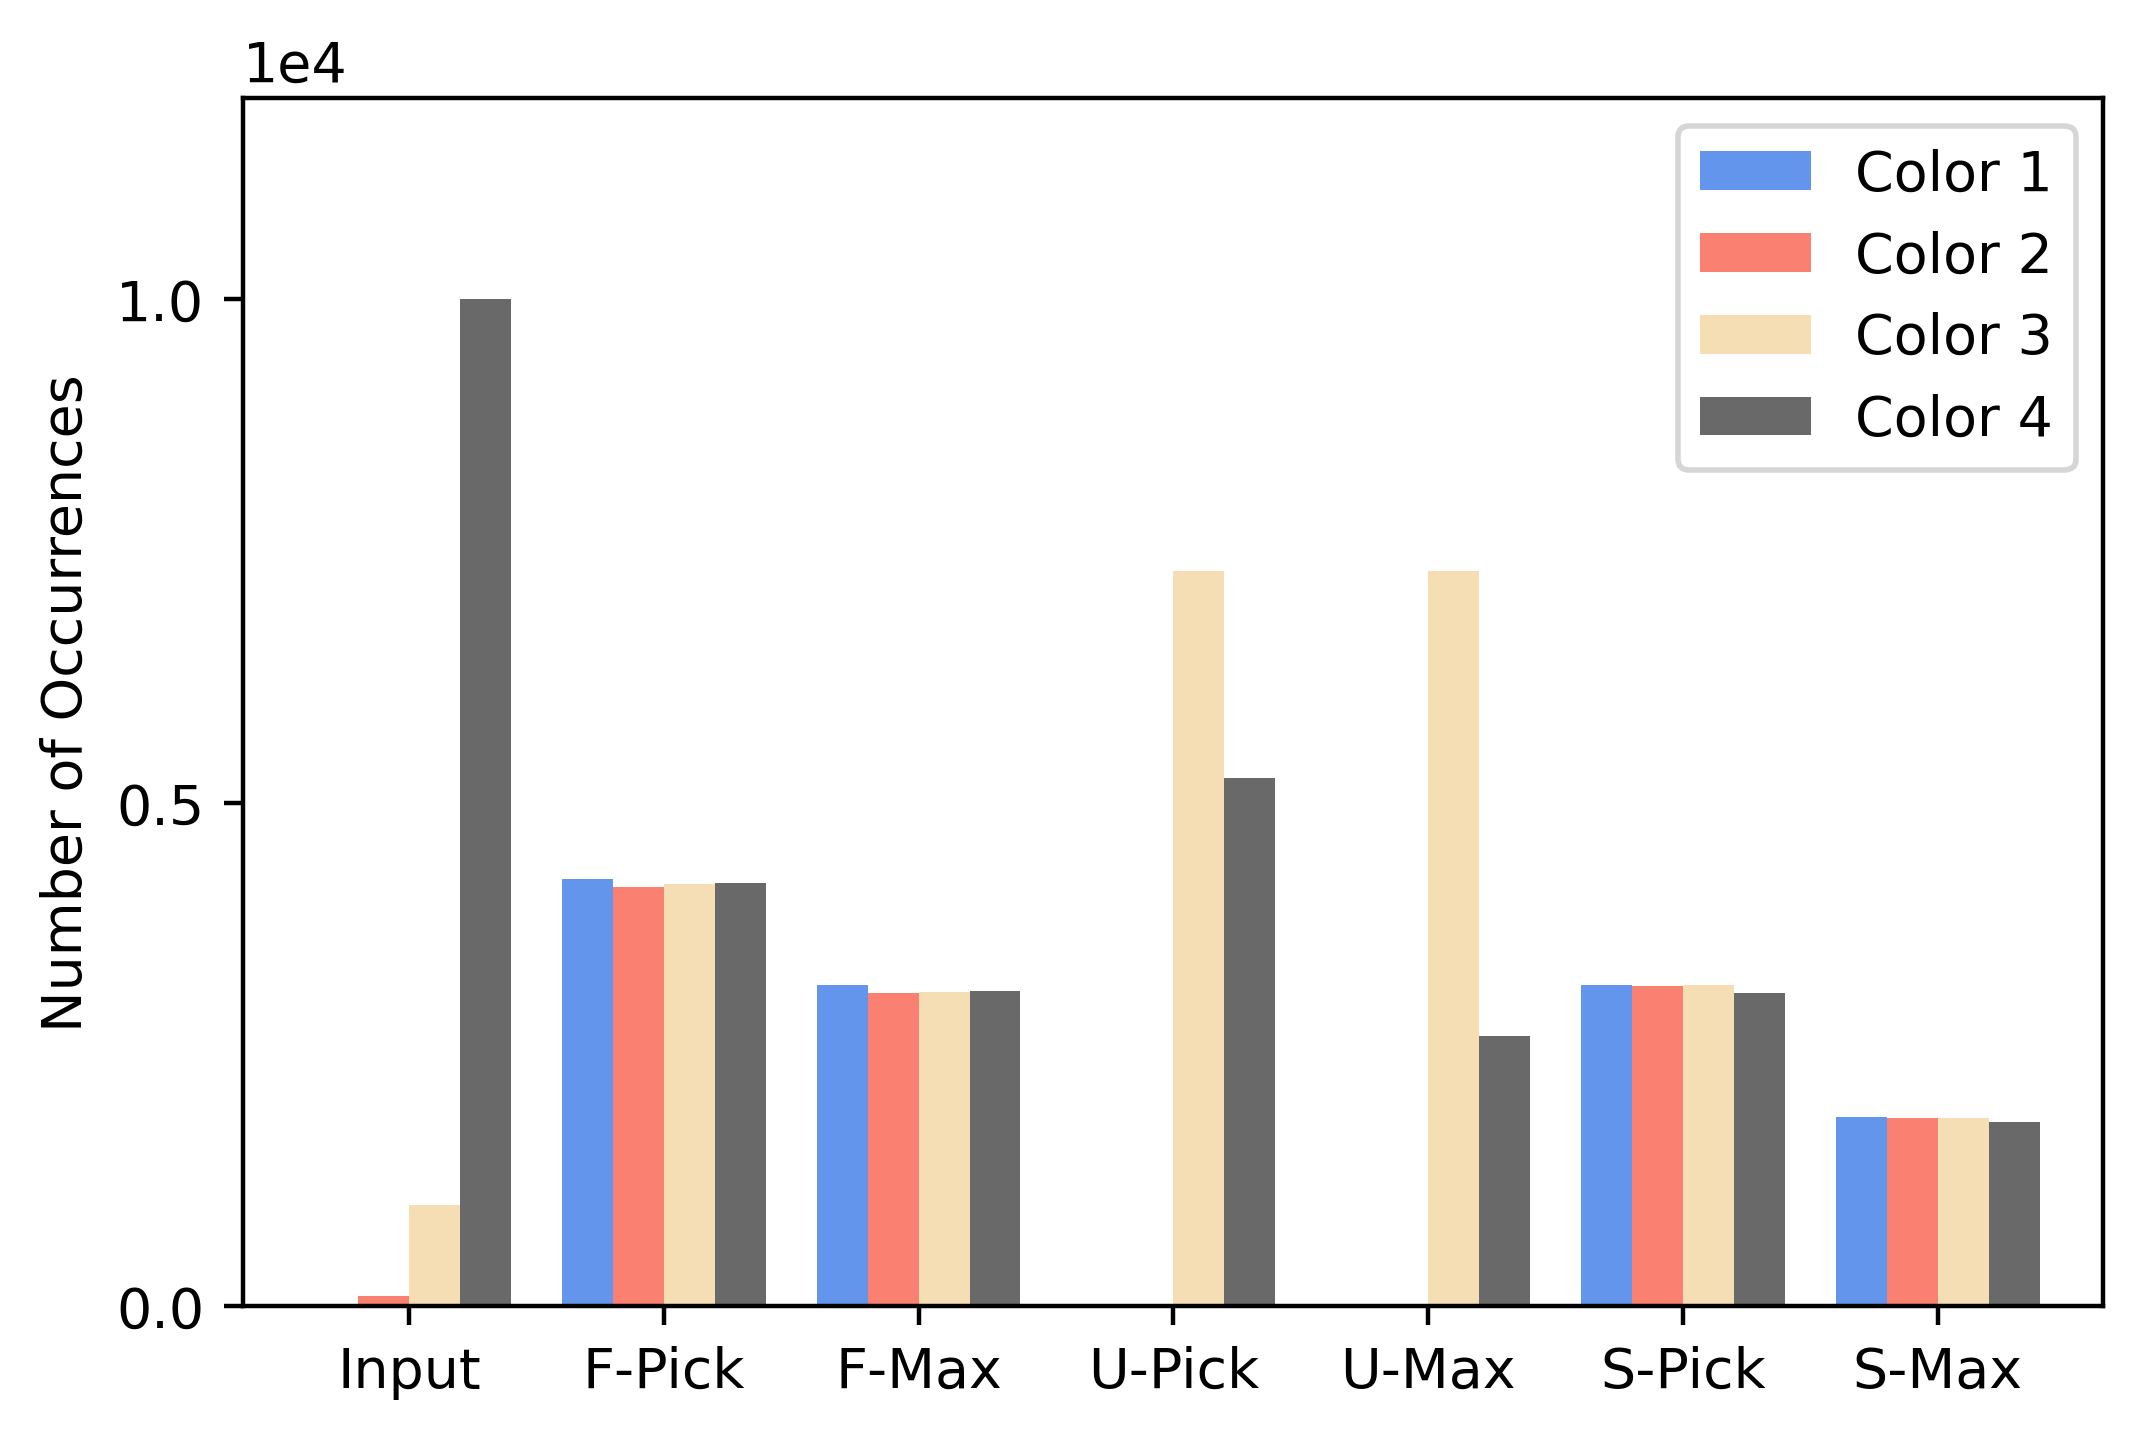 1e4
Number of Occurrences
1.0
0.5
0.0
Color 1
Color 2
Color 3
Color 4
Input F-Pick F-Max U-Pick U-Max S-Pick S-Max